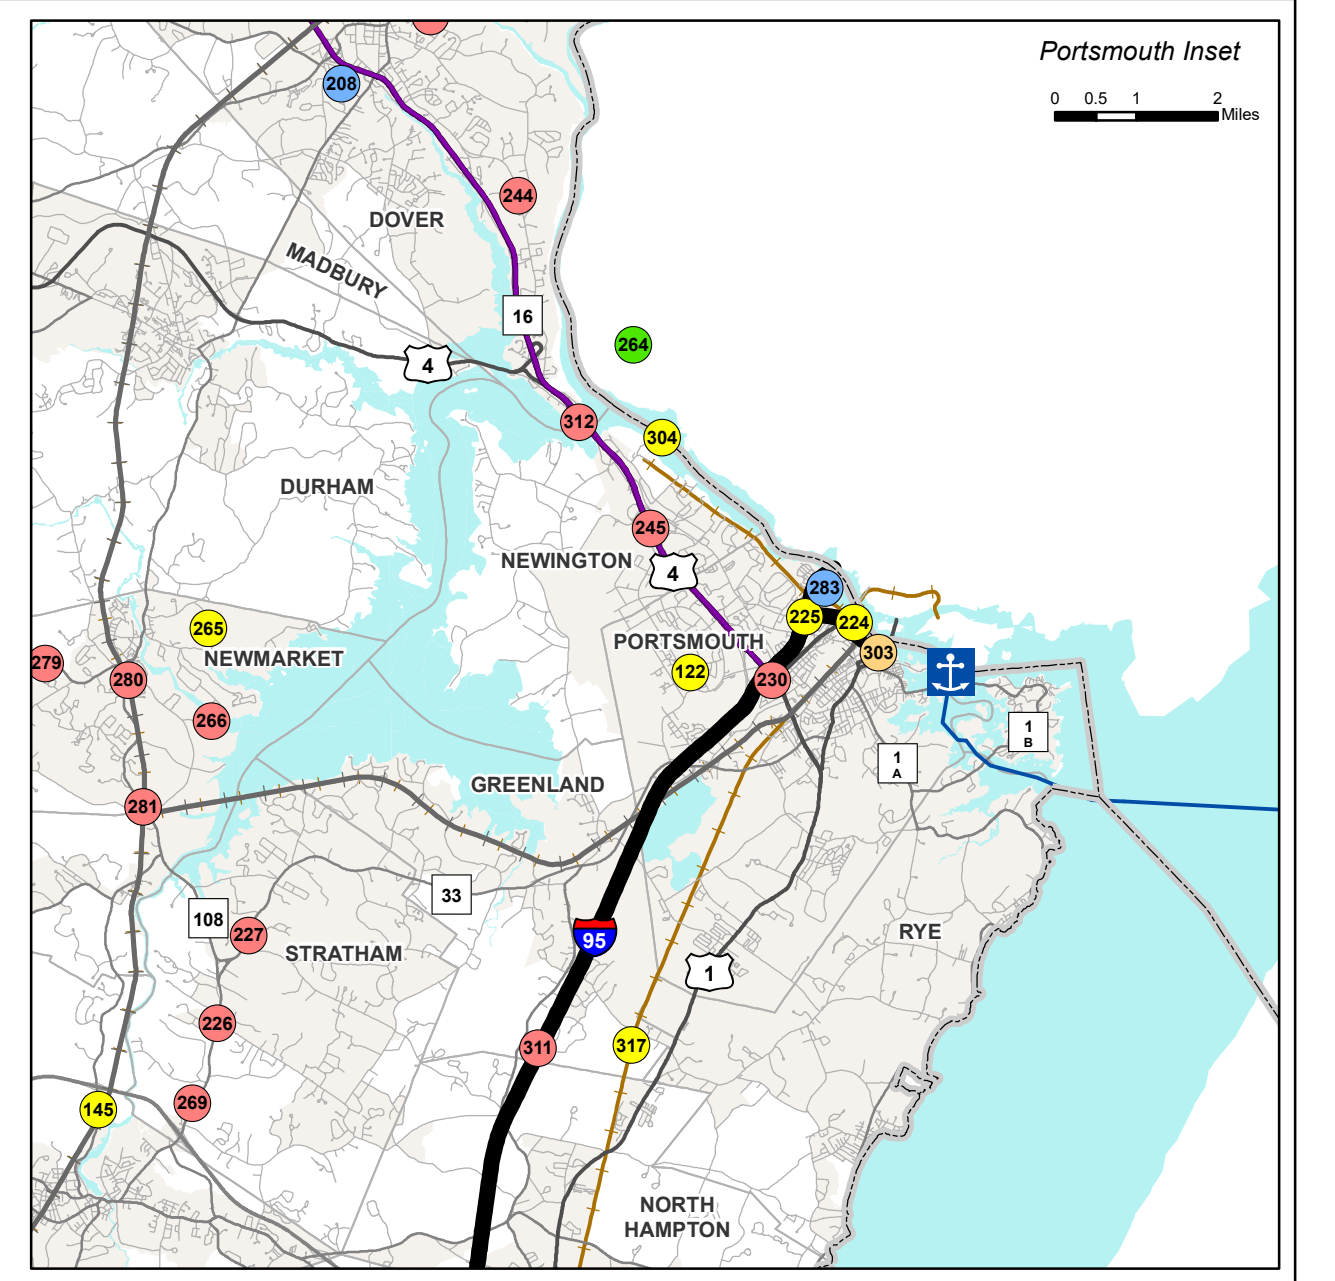 Portsmouth Inset
0 0.5 1 2
Miles
208
244
DOVER
MADBURY
16
264
4
312
304
DURHAM
245
NEWINGTON
4
283
225
224
265
PORTSMOUTH
303
NEWMARKET
279
122
280
230
266
1
B
1
A
GREENLAND
281
33
108
227
RYE
95
STRATHAM
1
226
311
317
269
145
NORTH
HAMPTON